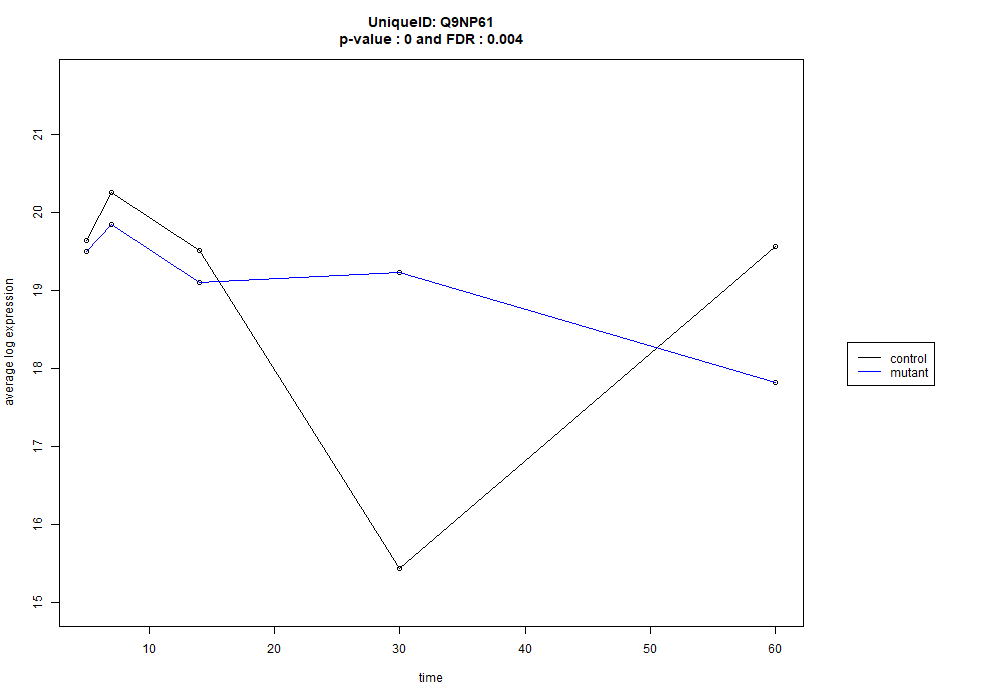 UniqueID: Q9NP61
p-value : 0 and FDR : 0.004
average log expression
21
20
19
18
17
16
15
10
20
30
40
50
60
time
control
mutant